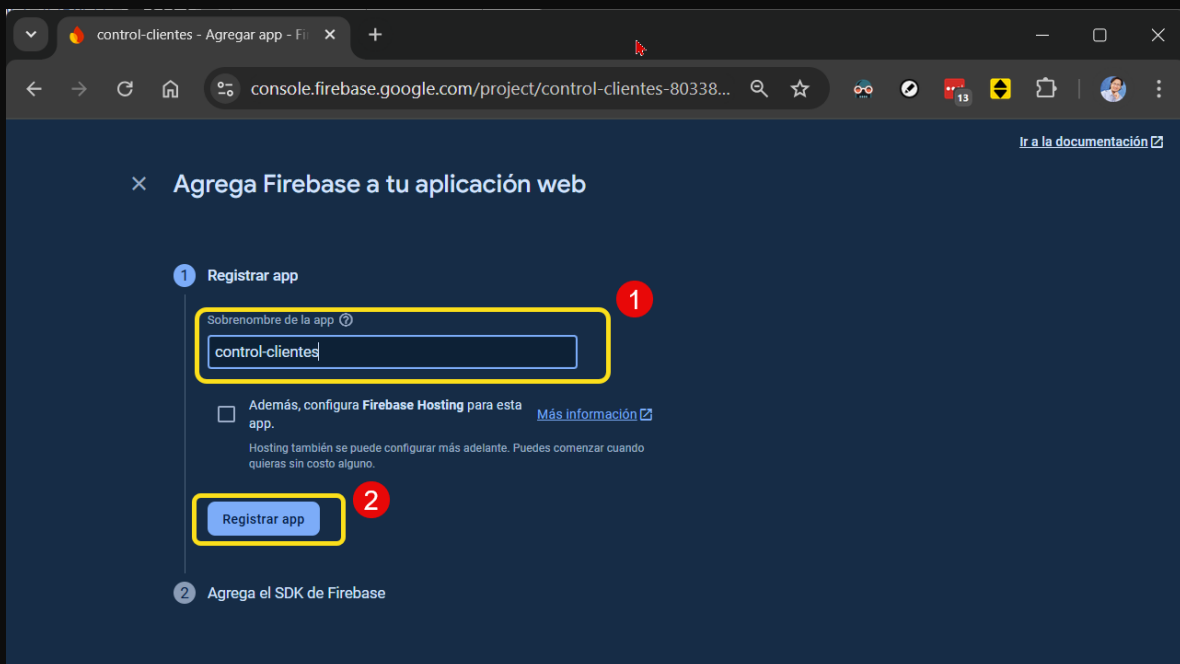 control-clientes - Agregar app - Fi
console.firebase.google.com/project/control-clientes-80338...
13
Ir a la documentación
Agrega Firebase a tu aplicación web
1 Registrar app
1
Sobrenombre de la app
control-clientes
Además, configura Firebase Hosting para esta
app.
Más información
Hosting también se puede configurar más adelante. Puedes comenzar cuando
quieras sin costo alguno.
2
Registrar app
2 Agrega el SDK de Firebase